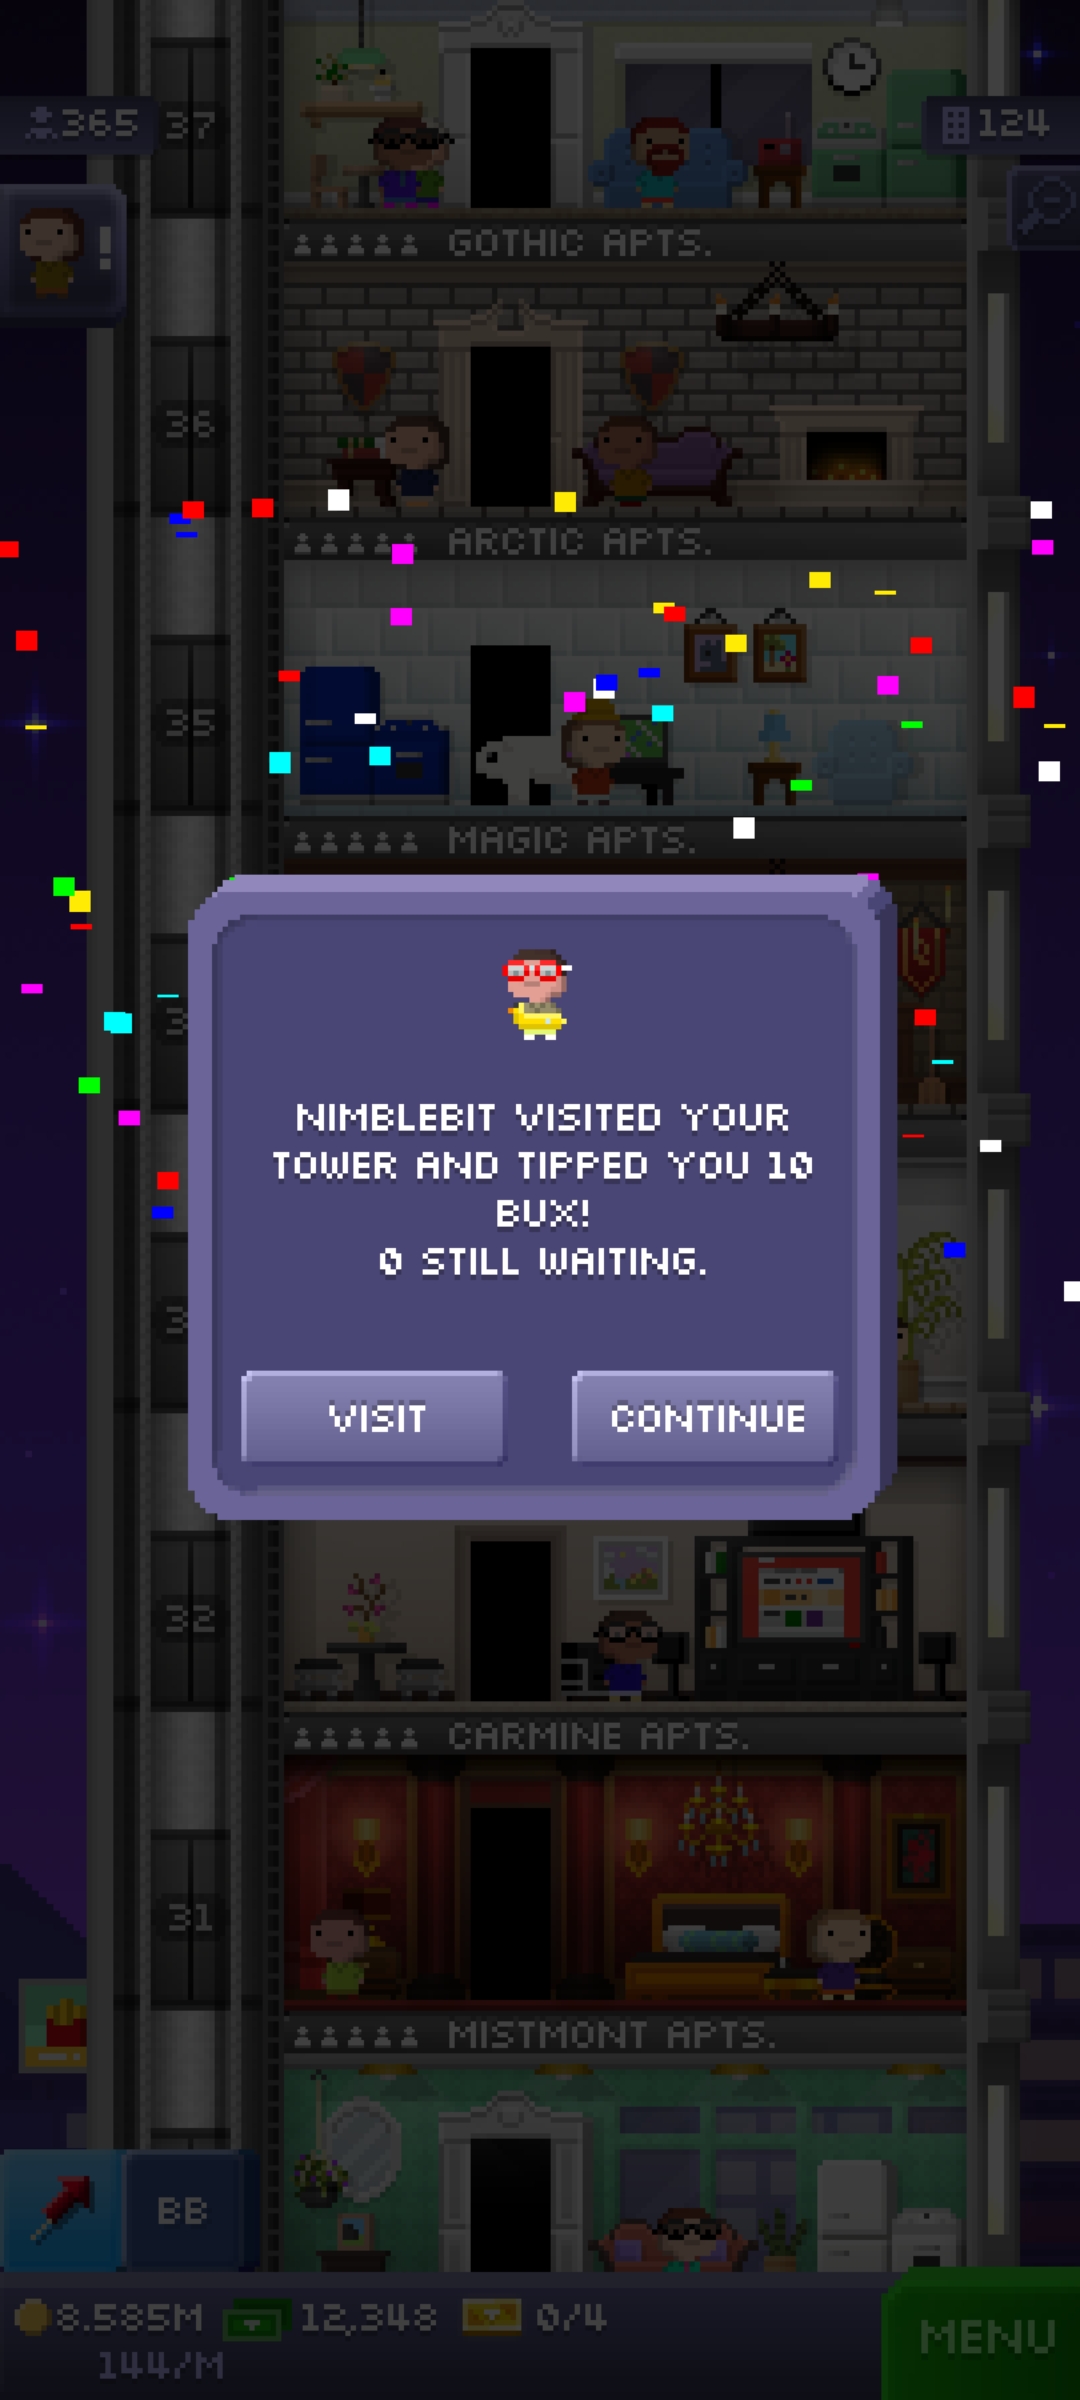 365
37
124
!
GOTHIC APTS.
36
ARCTIC APTS.
35
MAGIC APTS.
NIMBLEBIT VISITED YOUR
TOWER AND TIPPED YOU 10
BUX!
0 STILL WAITING.
VISIT
CONTINUE
32
CARMINE APTS.
31
MISTMONT APTS.
BB
8.585M
12,348
0/4
MENU
144/M